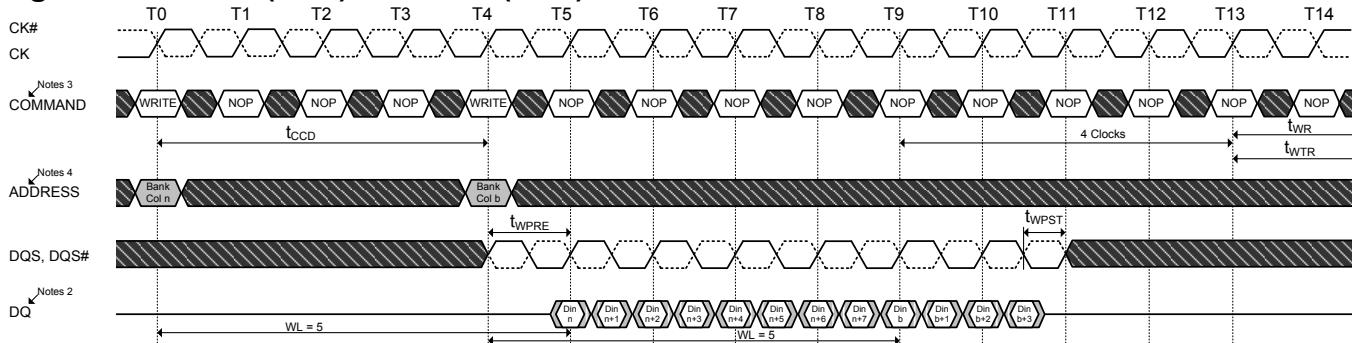 T0 T1 T2 T3 T4 T5 T6 T7 T8 T9 T10 T11 T12 T13 T14
CK#
CK
Notes 3
COMMAND WRITE NOP NOP NOP WRITE NOP NOP NOP NOP NOP NOP NOP NOP NOP NOP
tCCD 4 Clocks tWR
tWTR
Notes 4
ADDRESS Bank Col n Bank Col b
tWPRE tWPST
DQS, DQS#
Notes 2
DQ Din n Din n+1 Din n+2 Din n+3 Din n+4 Din n+5 Din n+6 Din n+7 Din b Din b+1 Din b+2 Din b+3
WL = 5 WL = 5